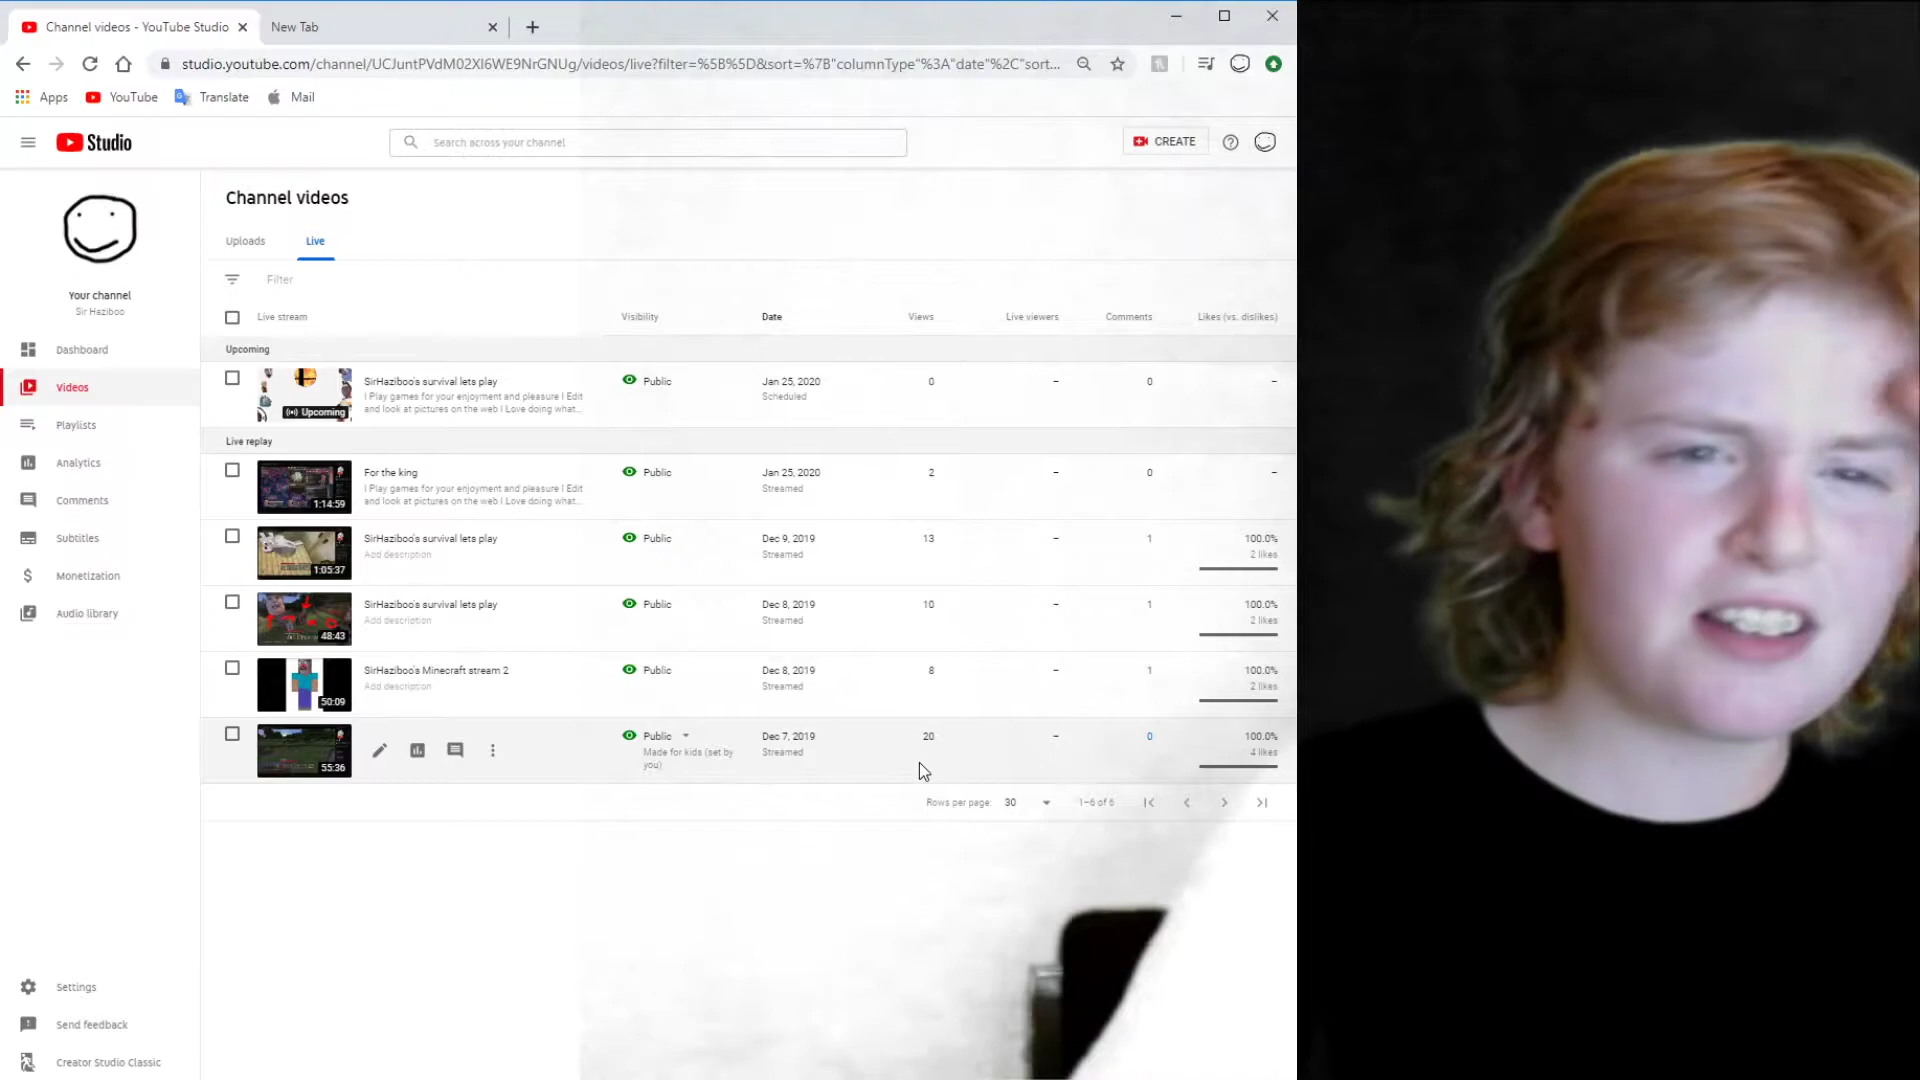 Channel videos - YouTube Studio
New Tab
studio.youtube.com/channel/UCJuntPVdM02XI6WE9NrGNUg/videos/live?filter=%5B%5D&sort=%7B"columnType"%3A"date"%2C"sort...
Apps
YouTube
Translate
Mail
Studio
Search across your channel
CREATE
Channel videos
Uploads
Live
Your channel
Sir Haziboo
Filter
Live stream
Visibility
Date
Views
Live viewers
Comments
Likes (vs. dislikes)
Dashboard
Videos
Playlists
Analytics
Comments
Subtitles
Monetization
Audio library
Upcoming
Upcoming
SirHaziboo's survival lets play
I Play games for your enjoyment and pleasure I Edit
and look at pictures on the web I Love doing what...
Public
Jan 25, 2020
Scheduled
0
–
0
–
Live replay
1:14:59
For the king
I Play games for your enjoyment and pleasure I Edit
and look at pictures on the web I Love doing what...
Public
Jan 25, 2020
Streamed
2
–
0
–
1:05:37
SirHaziboo's survival lets play
Add description
Public
Dec 9, 2019
Streamed
13
–
1
100.0%
2 likes
48:43
SirHaziboo's survival lets play
Add description
Public
Dec 8, 2019
Streamed
10
–
1
100.0%
2 likes
50:09
SirHaziboo's Minecraft stream 2
Add description
Public
Dec 8, 2019
Streamed
8
–
1
100.0%
2 likes
55:36
Public
Made for kids (set by
you)
Dec 7, 2019
Streamed
20
–
0
100.0%
4 likes
Rows per page:
30
1–6 of 6
Settings
Send feedback
Creator Studio Classic